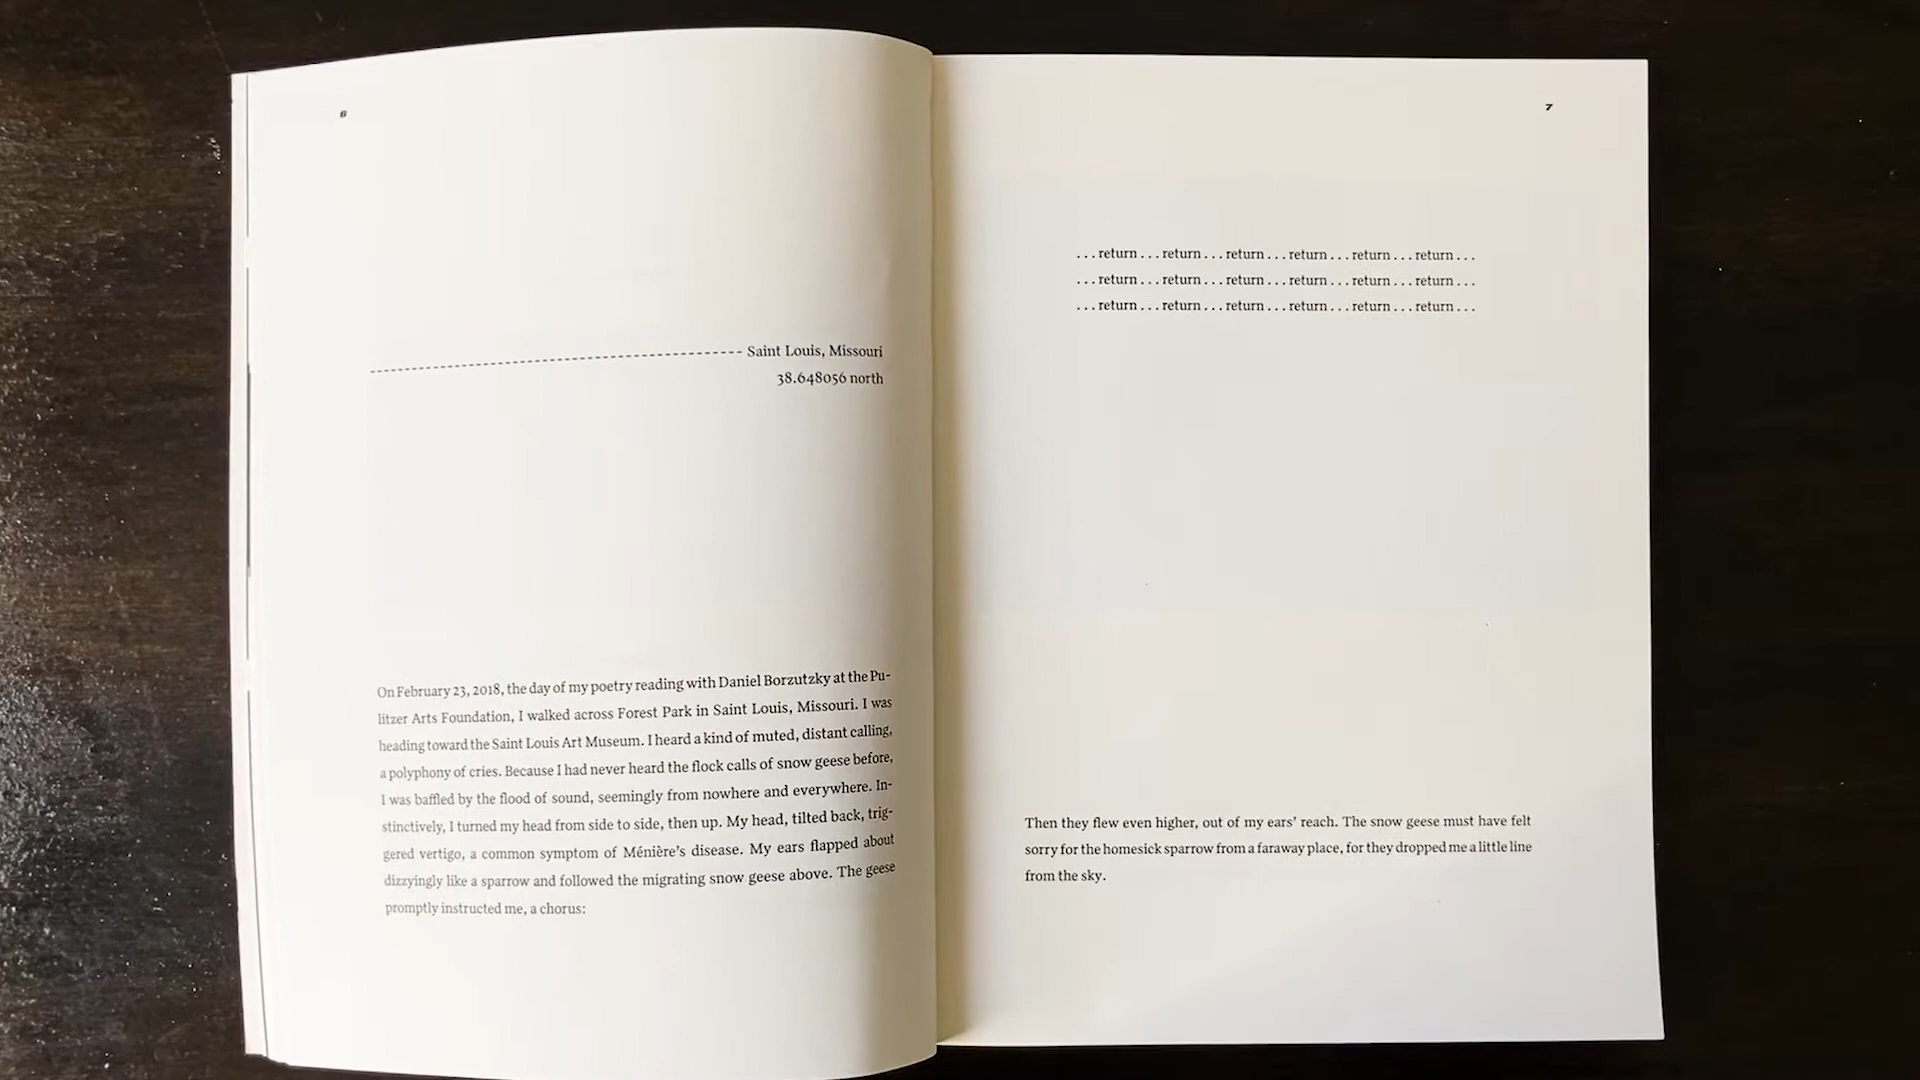 6
------------------------------------------ Saint Louis, Missouri
38.648056 north
On February 23, 2018, the day of my poetry reading with Daniel Borzutzky at the Pu-
litzer Arts Foundation, I walked across Forest Park in Saint Louis, Missouri. I was
heading toward the Saint Louis Art Museum. I heard a kind of muted, distant calling,
a polyphony of cries. Because I had never heard the flock calls of snow geese before,
I was baffled by the flood of sound, seemingly from nowhere and everywhere. In-
stinctively, I turned my head from side to side, then up. My head, tilted back, trig-
gered vertigo, a common symptom of Ménière’s disease. My ears flapped about
dizzyingly like a sparrow and followed the migrating snow geese above. The geese
promptly instructed me, a chorus:
7
. . . return . . . return . . . return . . . return . . . return . . . return . . .
. . . return . . . return . . . return . . . return . . . return . . . return . . .
. . . return . . . return . . . return . . . return . . . return . . . return . . .
Then they flew even higher, out of my ears’ reach. The snow geese must have felt
sorry for the homesick sparrow from a faraway place, for they dropped me a little line
from the sky.